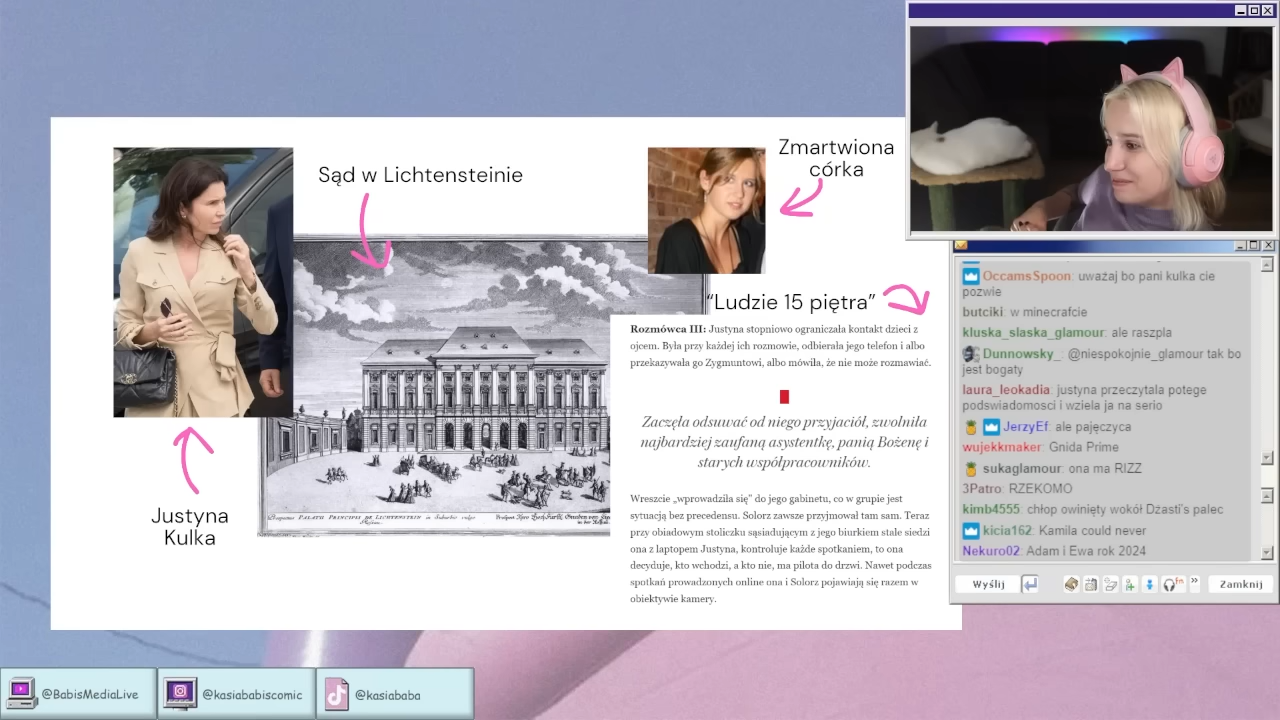 Sąd w Lichtensteinie
Zmartwiona
córka
"Ludzie 15 piętra"
Justyna
Kulka
Rozmówca III: Justyna stopniowo ograniczała kontakt dzieci z
ojcem. Była przy każdej ich rozmowie, odbierała jego telefon i albo
przekazywała go Zygmuntowi, albo mówiła, że nie może rozmawiać.
Zaczęła odsuwać od niego przyjaciół, zwolniła
najbardziej zaufaną asystentkę, panią Bożenę i
starych współpracowników.
Wreszcie „wprowadziła się” do jego gabinetu, co w grupie jest
sytuacją bez precedensu. Solorz zawsze przyjmował tam sam. Teraz
przy obiadowym stoliczku sąsiadującym z jego biurkiem stale siedzi
ona z laptopem Justyna, kontroluje każde spotkaniem, to ona
decyduje, kto wchodzi, a kto nie, ma pilota do drzwi. Nawet podczas
spotkań prowadzonych online ona i Solorz pojawiają się razem w
obiektywie kamery.
OccamsSpoon: uważaj bo pani kulka cie
pozwie
butciki: w minekrafcie
kluska_slaska_glamour: ale raszpla
Dunnowsky_: @niespokojnie_glamour tak bo
jest bogaty
laura_leokadia: justyna przeczytala potege
podswiadomosci i wziela ja na serio
JerzyEf: ale pajęczyca
wujekkmaker: Gnida Prime
sukaglamour: ona ma RIZZ
3Patro: RZEKOMO
kimb4555: chłop owinięty wokół Dżasti's palec
kicia162: Kamila could never
Nekuro02: Adam i Ewa rok 2024
Wyślij
Zamknij
@BabisMediaLive
@kasiababiscomic
@kasiababa